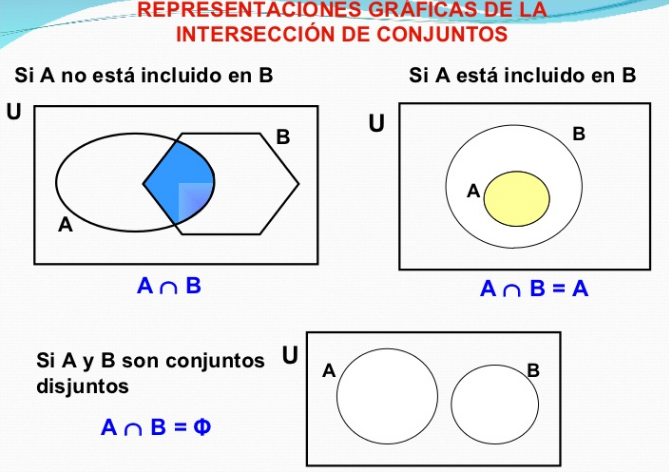 REPRESENTACIONES GRÁFICAS DE LA
INTERSECCIÓN DE CONJUNTOS
Si A no está incluido en B
U
B
A
A ∩ B
Si A está incluido en B
U
B
A
A ∩ B = A
Si A y B son conjuntos
disjuntos
A ∩ B = Φ
U
A
B